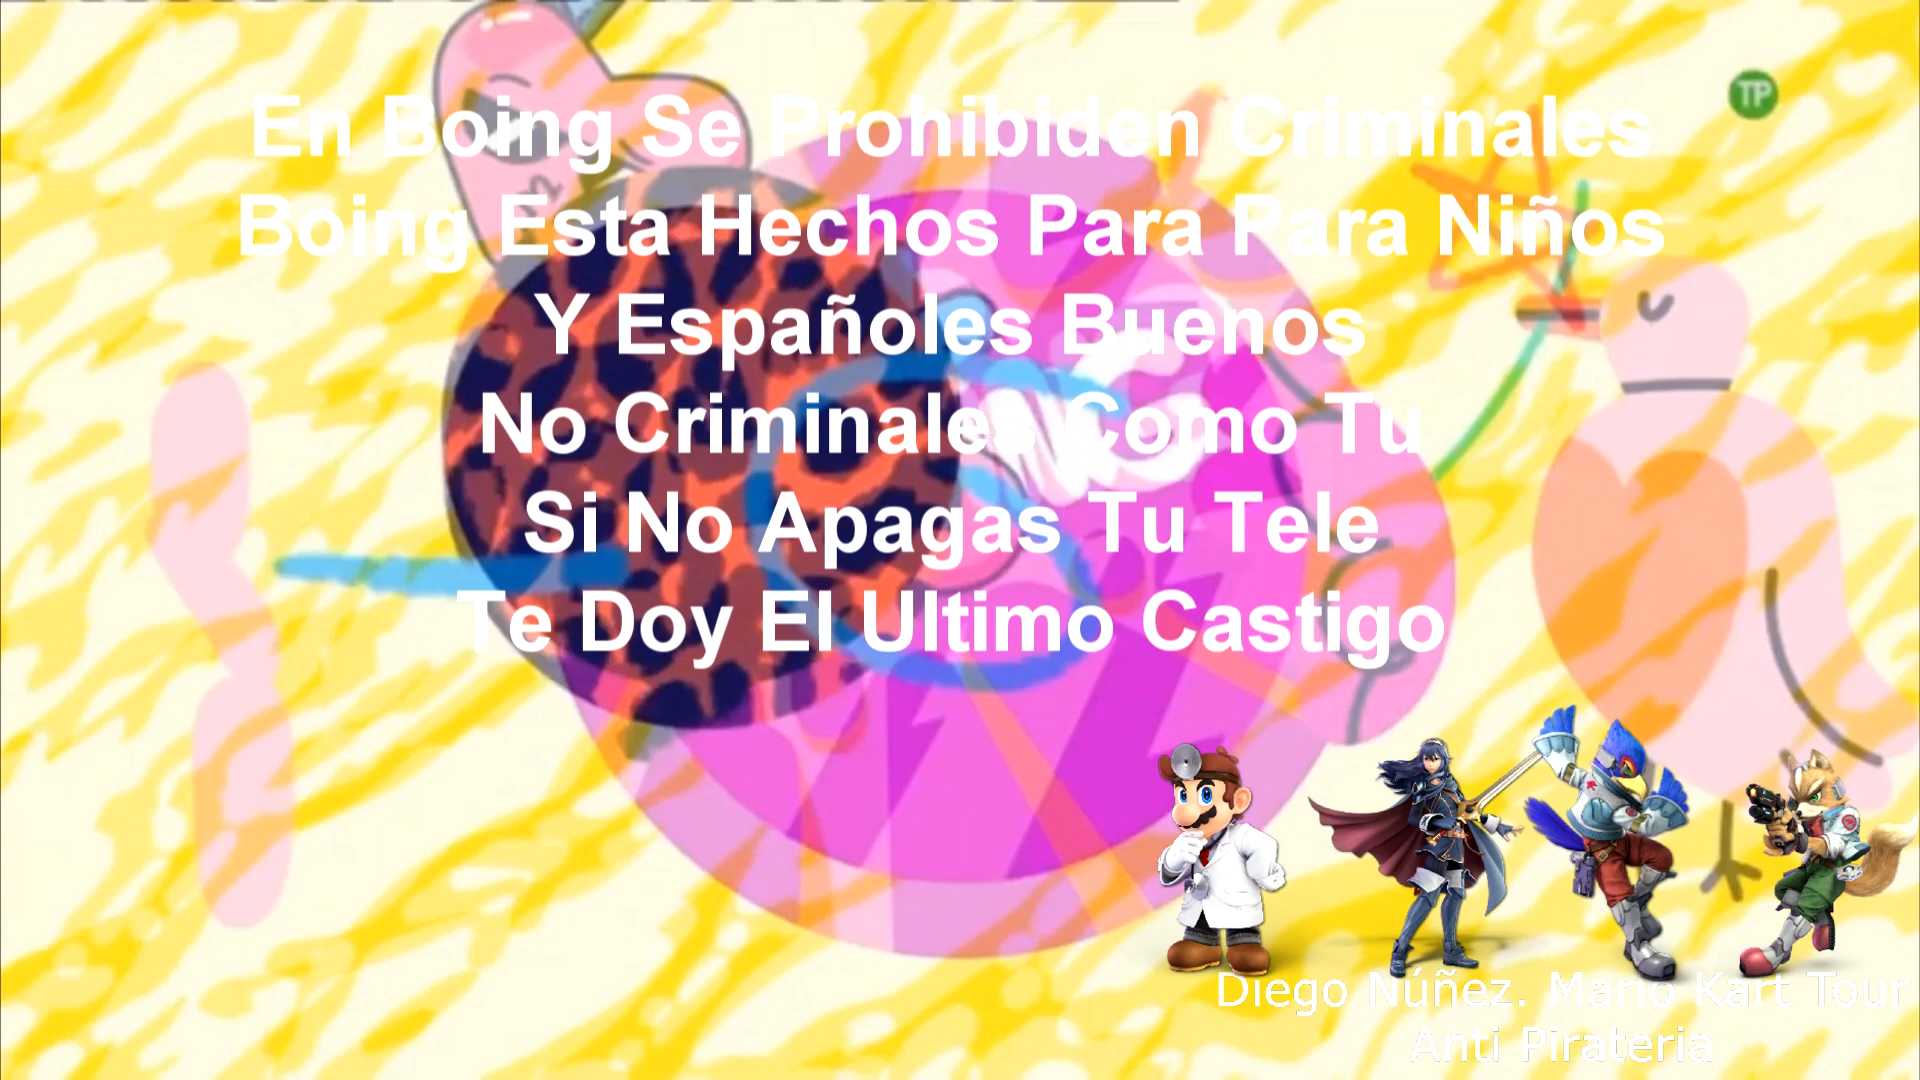 TP
En Boing Se Prohibiden Criminales
Boing Esta Hechos Para Para Niños
Y Españoles Buenos
No Criminales Como Tu
Si No Apagas Tu Tele
Te Doy El Ultimo Castigo
Diego Núñez. Mario Kart Tour
Anti Pirateria